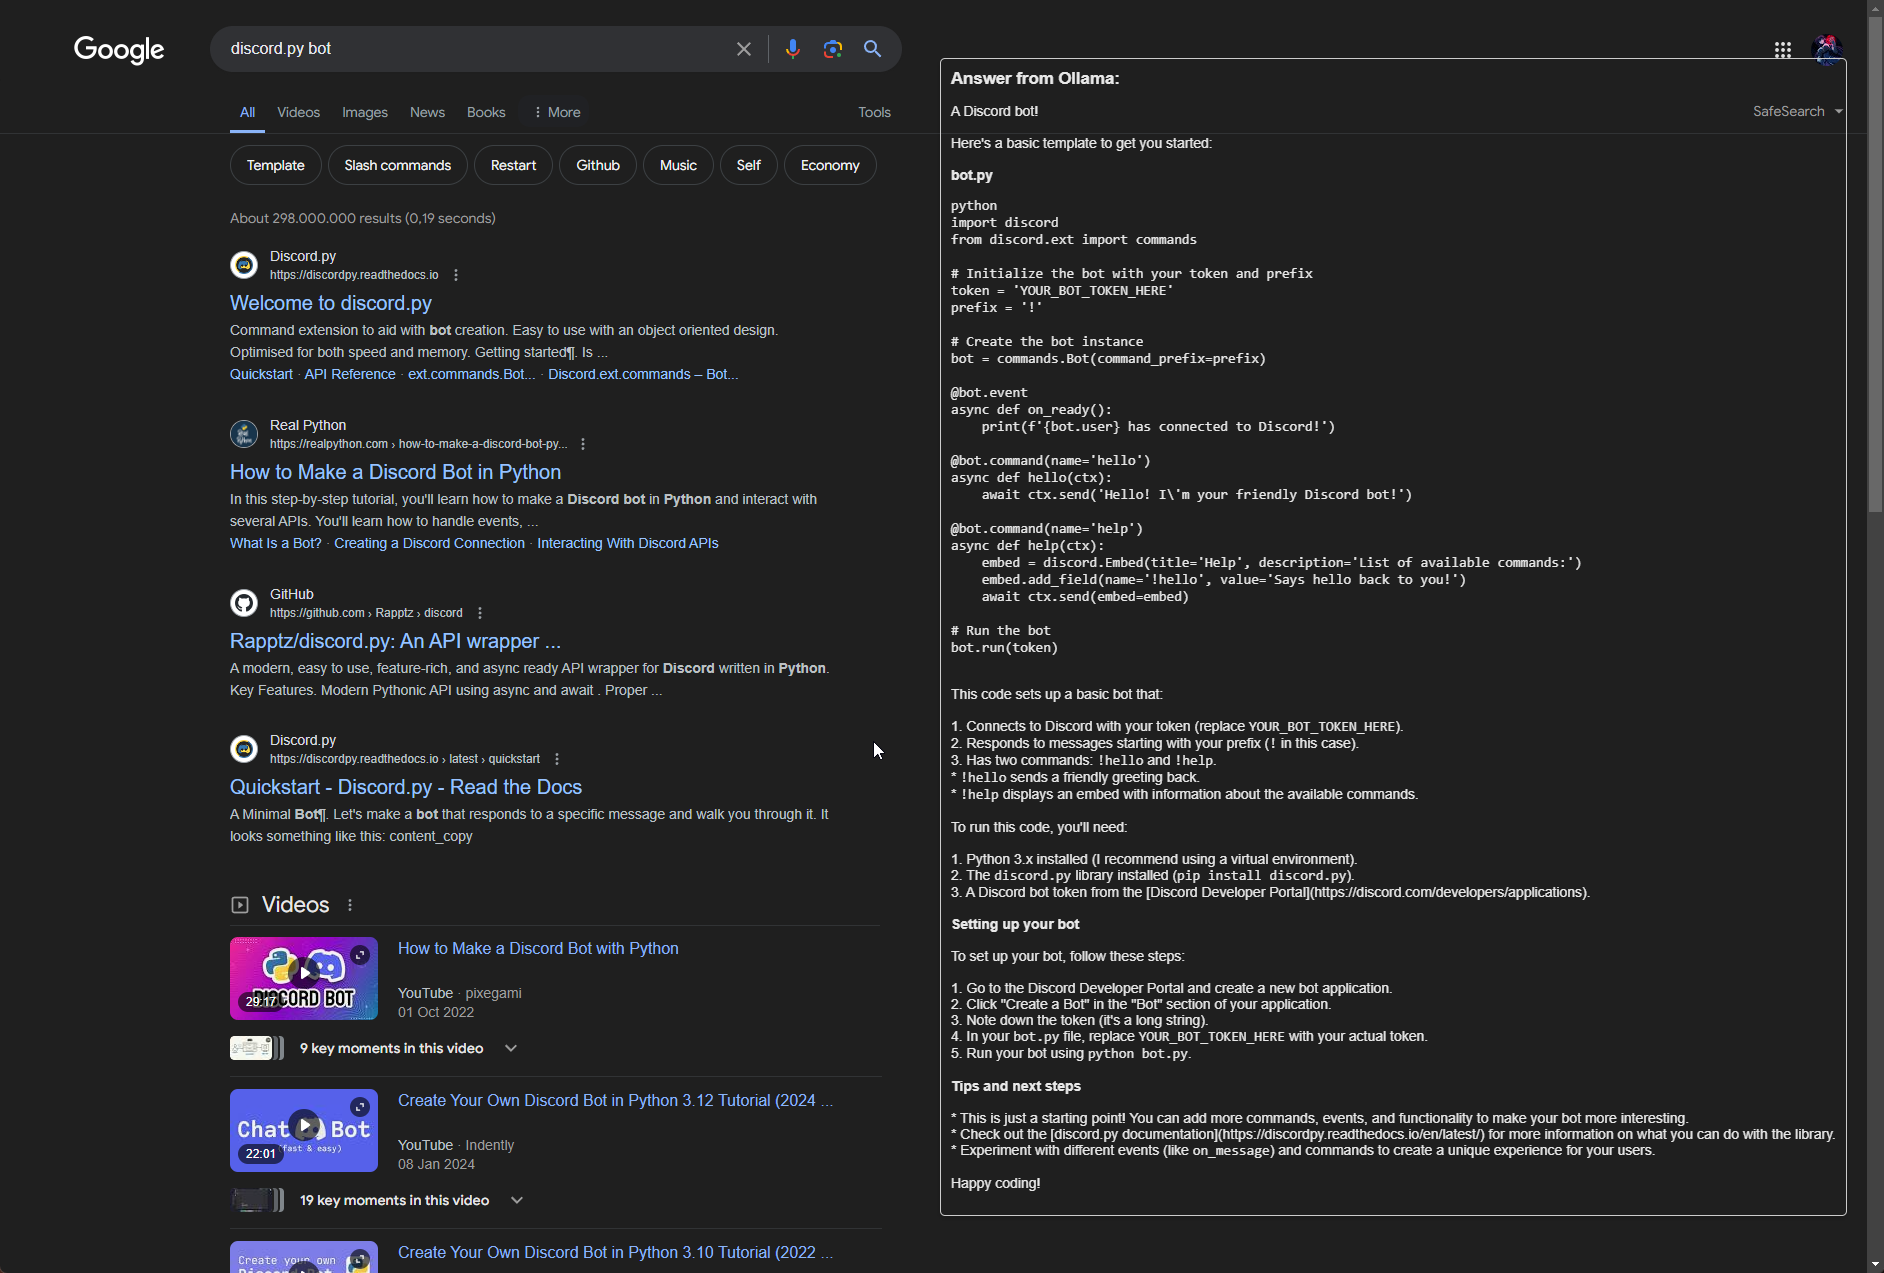 Google
discord.py bot
All Videos Images News Books More Tools
SafeSearch
Template Slash commands Restart Github Music Self Economy
About 298.000.000 results (0,19 seconds)
Discord.py
https://discordpy.readthedocs.io
Welcome to discord.py
Command extension to aid with bot creation. Easy to use with an object oriented design.
Optimised for both speed and memory. Getting started¶. Is ...
Quickstart · API Reference · ext.commands.Bot... · Discord.ext.commands – Bot...
Real Python
https://realpython.com › how-to-make-a-discord-bot-py...
How to Make a Discord Bot in Python
In this step-by-step tutorial, you'll learn how to make a Discord bot in Python and interact with
several APIs. You'll learn how to handle events, ...
What Is a Bot? · Creating a Discord Connection · Interacting With Discord APIs
GitHub
https://github.com › Rapptz › discord
Rapptz/discord.py: An API wrapper ...
A modern, easy to use, feature-rich, and async ready API wrapper for Discord written in Python.
Key Features. Modern Pythonic API using async and await . Proper ...
Discord.py
https://discordpy.readthedocs.io › latest › quickstart
Quickstart - Discord.py - Read the Docs
A Minimal Bot¶. Let's make a bot that responds to a specific message and walk you through it. It
looks something like this: content_copy
Videos
DISCORD BOT
29:17
How to Make a Discord Bot with Python
YouTube · pixegami
01 Oct 2022
9 key moments in this video
Chat Bot
(fast & easy)
22:01
Create Your Own Discord Bot in Python 3.12 Tutorial (2024 ...
YouTube · Indently
08 Jan 2024
19 key moments in this video
Create your own
Create Your Own Discord Bot in Python 3.10 Tutorial (2022 ...
Answer from Ollama:
A Discord bot!
Here's a basic template to get you started:
bot.py
python
import discord
from discord.ext import commands
# Initialize the bot with your token and prefix
token = 'YOUR_BOT_TOKEN_HERE'
prefix = '!'
# Create the bot instance
bot = commands.Bot(command_prefix=prefix)
@bot.event
async def on_ready():
    print(f'{bot.user} has connected to Discord!')
@bot.command(name='hello')
async def hello(ctx):
    await ctx.send('Hello! I\'m your friendly Discord bot!')
@bot.command(name='help')
async def help(ctx):
    embed = discord.Embed(title='Help', description='List of available commands:')
    embed.add_field(name='!hello', value='Says hello back to you!')
    await ctx.send(embed=embed)
# Run the bot
bot.run(token)
This code sets up a basic bot that:
1. Connects to Discord with your token (replace YOUR_BOT_TOKEN_HERE).
2. Responds to messages starting with your prefix (! in this case).
3. Has two commands: !hello and !help.
* !hello sends a friendly greeting back.
* !help displays an embed with information about the available commands.
To run this code, you'll need:
1. Python 3.x installed (I recommend using a virtual environment).
2. The discord.py library installed (pip install discord.py).
3. A Discord bot token from the [Discord Developer Portal](https://discord.com/developers/applications).
Setting up your bot
To set up your bot, follow these steps:
1. Go to the Discord Developer Portal and create a new bot application.
2. Click "Create a Bot" in the "Bot" section of your application.
3. Note down the token (it's a long string).
4. In your bot.py file, replace YOUR_BOT_TOKEN_HERE with your actual token.
5. Run your bot using python bot.py.
Tips and next steps
* This is just a starting point! You can add more commands, events, and functionality to make your bot more interesting.
* Check out the [discord.py documentation](https://discordpy.readthedocs.io/en/latest/) for more information on what you can do with the library.
* Experiment with different events (like on_message) and commands to create a unique experience for your users.
Happy coding!